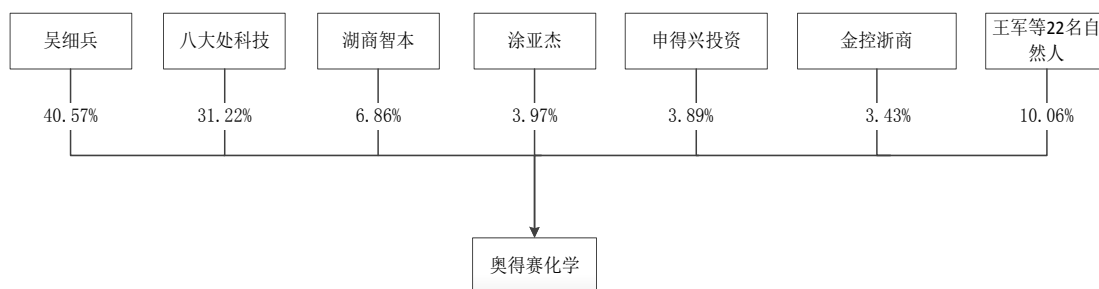 吴细兵
八大处科技
湖商智本
涂亚杰
申得兴投资
金控浙商
王军等22名自
然人
40.57%
31.22%
6.86%
3.97%
3.89%
3.43%
10.06%
奥得赛化学